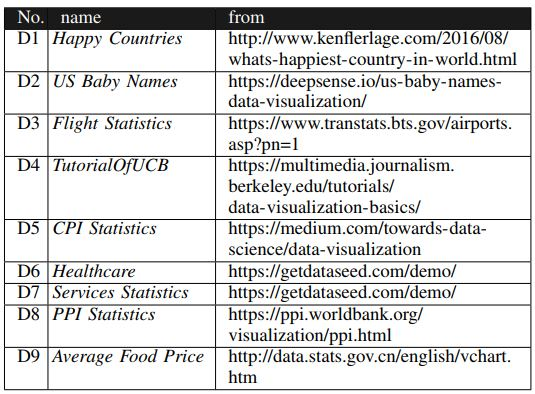 No. name from
D1 Happy Countries http://www.kenflerlage.com/2016/08/
whats-happiest-country-in-world.html
D2 US Baby Names https://deepsense.io/us-baby-names-
data-visualization/
D3 Flight Statistics https://www.transtats.bts.gov/airports.
asp?pn=1
D4 TutorialOfUCB https://multimedia.journalism.
berkeley.edu/tutorials/
data-visualization-basics/
D5 CPI Statistics https://medium.com/towards-data-
science/data-visualization
D6 Healthcare https://getdataseed.com/demo/
D7 Services Statistics https://getdataseed.com/demo/
D8 PPI Statistics https://ppi.worldbank.org/
visualization/ppi.html
D9 Average Food Price http://data.stats.gov.cn/english/vchart.
htm